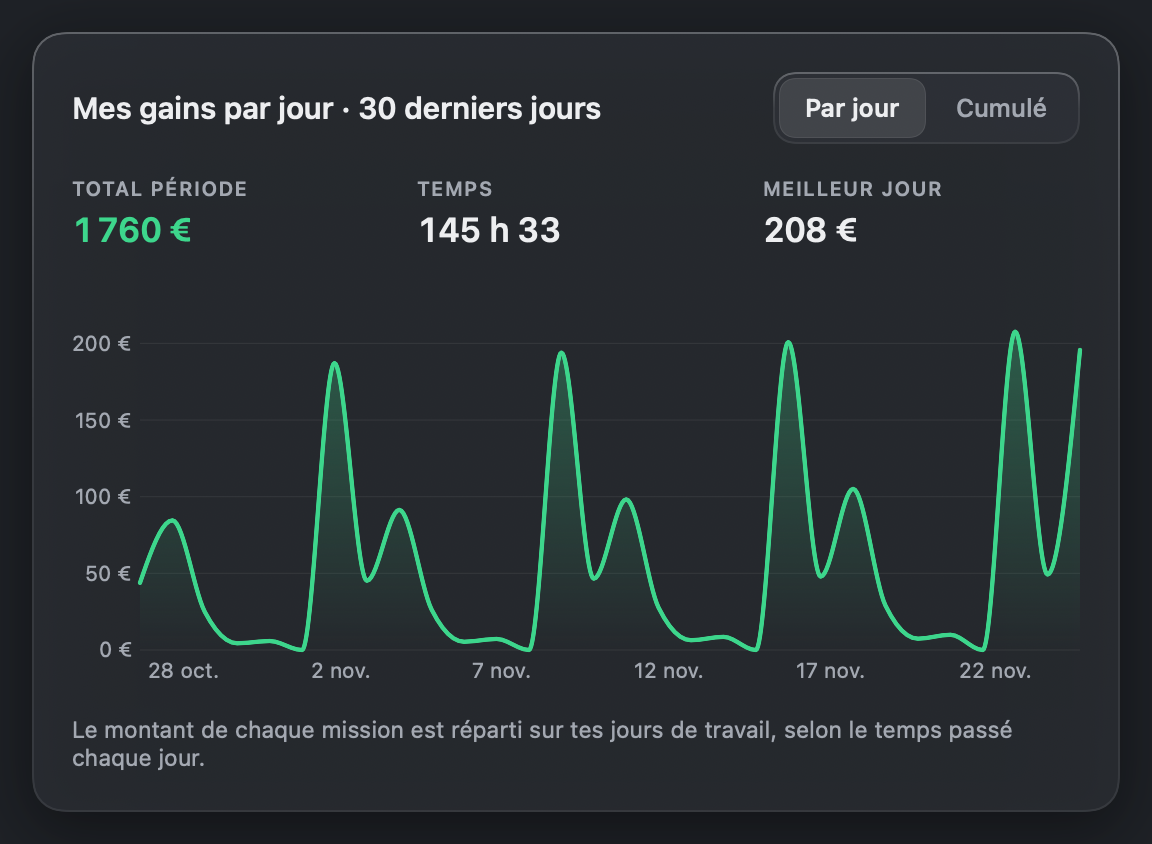 Mes gains par jour · 30 derniers jours
Par jour
Cumulé
TOTAL PÉRIODE
TEMPS
MEILLEUR JOUR
1 760 €
145 h 33
208 €
200 €
150 €
100 €
50 €
0 €
28 oct.
2 nov.
7 nov.
12 nov.
17 nov.
22 nov.
Le montant de chaque mission est réparti sur tes jours de travail, selon le temps passé
chaque jour.